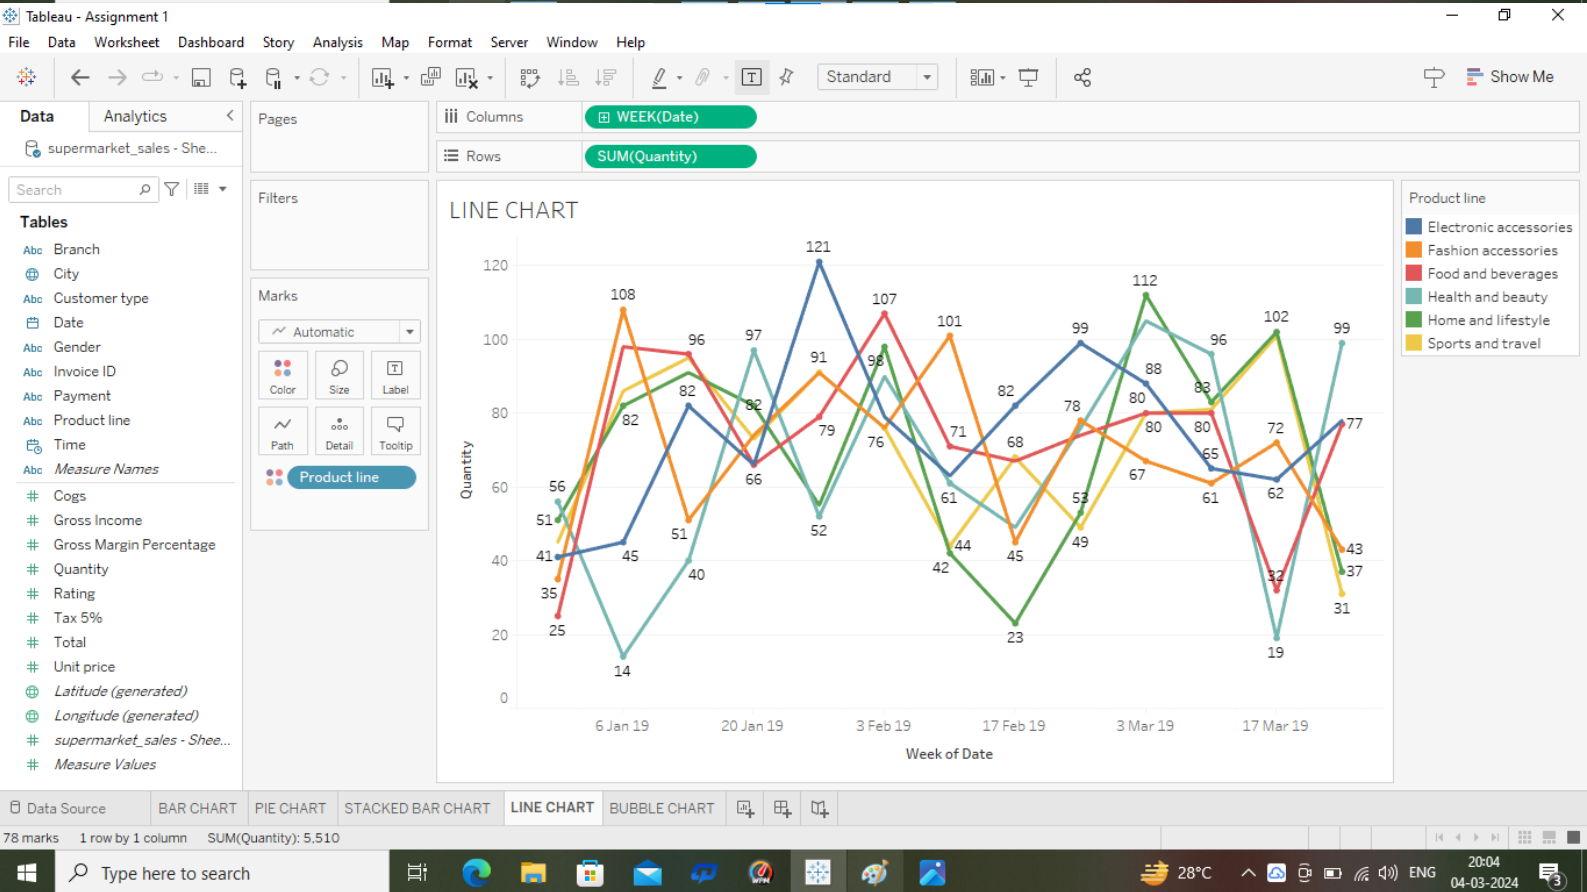 Tableau - Assignment 1
File Data Worksheet Dashboard Story Analysis Map Format Server Window Help
Standard
Show Me
Data Analytics
supermarket_sales - She...
Search
Tables
Abc Branch
City
Abc Customer type
Date
Abc Gender
Abc Invoice ID
Abc Payment
Abc Product line
Time
Abc Measure Names
# Cogs
# Gross Income
# Gross Margin Percentage
# Quantity
# Rating
# Tax 5%
# Total
# Unit price
Latitude (generated)
Longitude (generated)
# supermarket_sales - Shee...
# Measure Values
Pages
Filters
Marks
Automatic
Color Size Label
Path Detail Tooltip
Product line
Columns WEEK(Date)
Rows SUM(Quantity)
LINE CHART
121
120
112
108
107
101
102
100
99
99
97
96
96
98
91
88
82
82
82
82
83
80
80
80
80
79
78
77
76
72
71
68
67
66
65
62
61
61
60
56
53
52
51
51
49
45
45
44
43
42
41
40
40
37
35
32
31
25
23
20
19
14
0
Quantity
6 Jan 19 20 Jan 19 3 Feb 19 17 Feb 19 3 Mar 19 17 Mar 19
Week of Date
Product line
Electronic accessories
Fashion accessories
Food and beverages
Health and beauty
Home and lifestyle
Sports and travel
Data Source BAR CHART PIE CHART STACKED BAR CHART LINE CHART BUBBLE CHART
78 marks 1 row by 1 column SUM(Quantity): 5,510
Type here to search
28°C
ENG
20:04
04-03-2024
3